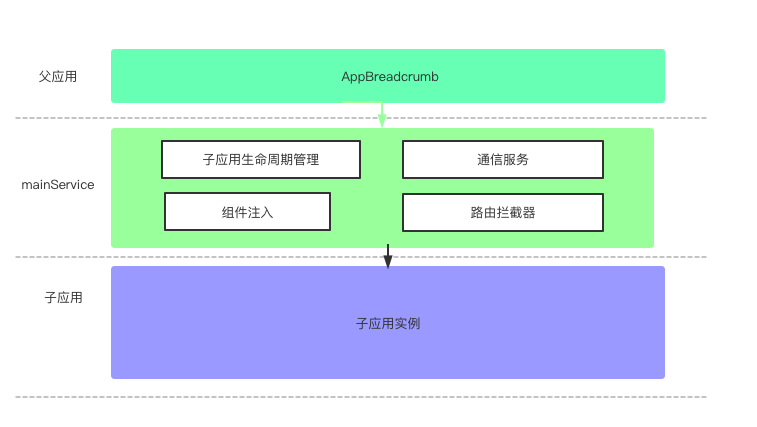 父应用
AppBreadcrumb
mainService
子应用生命周期管理
通信服务
组件注入
路由拦截器
子应用
子应用实例